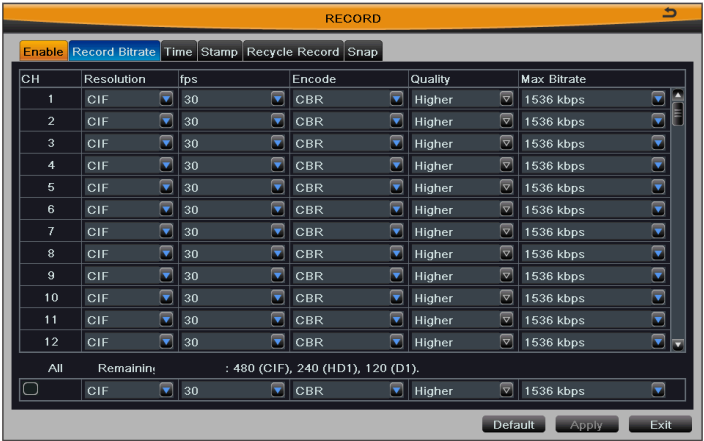 RECORD
Enable Record Bitrate Time Stamp Recycle Record Snap
CH Resolution fps Encode Quality Max Bitrate
1 CIF 30 CBR Higher 1536 kbps
2 CIF 30 CBR Higher 1536 kbps
3 CIF 30 CBR Higher 1536 kbps
4 CIF 30 CBR Higher 1536 kbps
5 CIF 30 CBR Higher 1536 kbps
6 CIF 30 CBR Higher 1536 kbps
7 CIF 30 CBR Higher 1536 kbps
8 CIF 30 CBR Higher 1536 kbps
9 CIF 30 CBR Higher 1536 kbps
10 CIF 30 CBR Higher 1536 kbps
11 CIF 30 CBR Higher 1536 kbps
12 CIF 30 CBR Higher 1536 kbps
All Remaining : 480 (CIF), 240 (HD1), 120 (D1).
CIF 30 CBR Higher 1536 kbps
Default Apply Exit